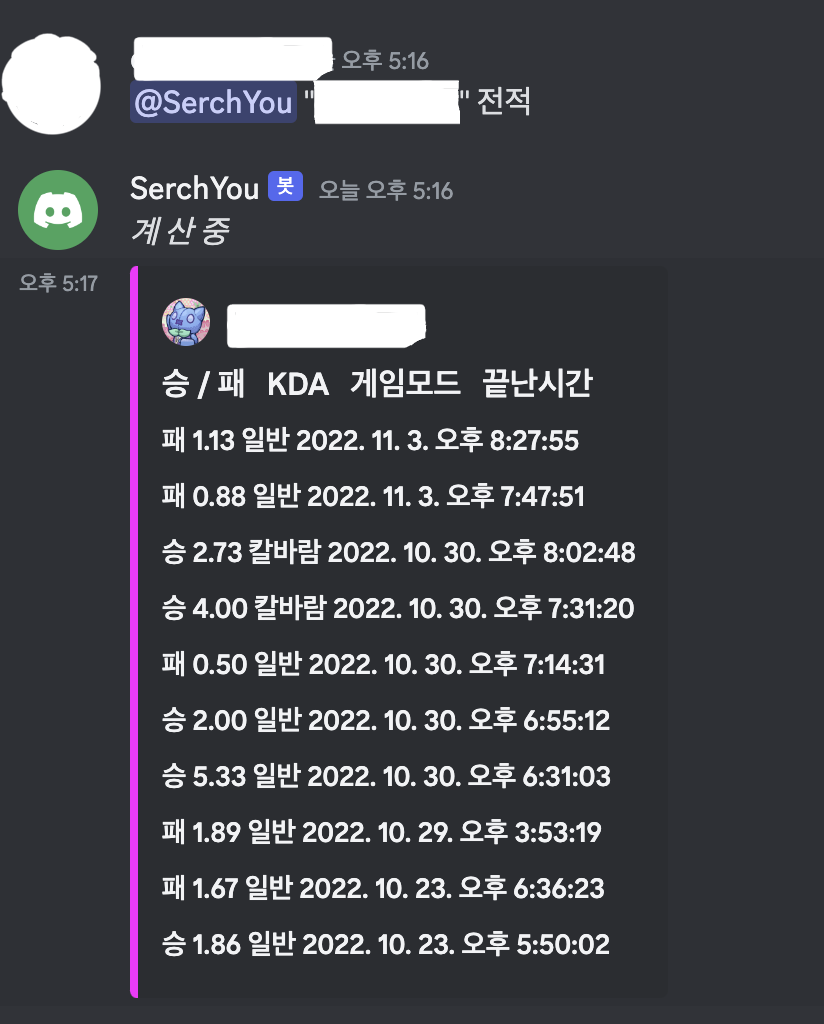 오후 5:16
@SerchYou " " 전적
SerchYou 봇 오늘 오후 5:16
계 산 중
오후 5:17
승 / 패 KDA 게임모드 끝난시간
패 1.13 일반 2022. 11. 3. 오후 8:27:55
패 0.88 일반 2022. 11. 3. 오후 7:47:51
승 2.73 칼바람 2022. 10. 30. 오후 8:02:48
승 4.00 칼바람 2022. 10. 30. 오후 7:31:20
패 0.50 일반 2022. 10. 30. 오후 7:14:31
승 2.00 일반 2022. 10. 30. 오후 6:55:12
승 5.33 일반 2022. 10. 30. 오후 6:31:03
패 1.89 일반 2022. 10. 29. 오후 3:53:19
패 1.67 일반 2022. 10. 23. 오후 6:36:23
승 1.86 일반 2022. 10. 23. 오후 5:50:02